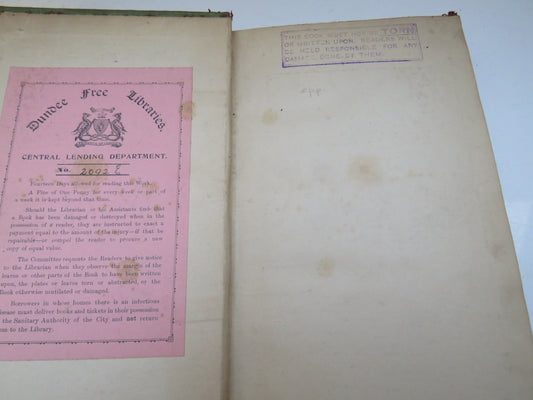 Dundee Free Libraries.
CENTRAL LENDING DEPARTMENT.
No. 2092 E
Fourteen Days allowed for reading this Work.
A Fine of One Penny for every week or part of
a week it is kept beyond that time.
Should the Librarian or his Assistants find that
a Book has been damaged or destroyed when in the
possession of a reader, they are instructed to exact a
payment equal to the amount of the injury—if that be
repairable—or compel the reader to procure a new
copy of equal value.
The Committee requests the Readers to give notice
to the Librarian when they observe the margin of the
leaves or other parts of the Book to have been written
upon, the plates or leaves torn or abstracted, or the
Book otherwise mutilated or damaged.
Borrowers in whose homes there is an infectious
disease must deliver books and tickets in their possession
to the Sanitary Authority of the City and not return
them to the Library.
THIS BOOK MUST NOT BE TORN
OR WRITTEN UPON. READERS WILL
BE HELD RESPONSIBLE FOR ANY
DAMAGE DONE BY THEM.